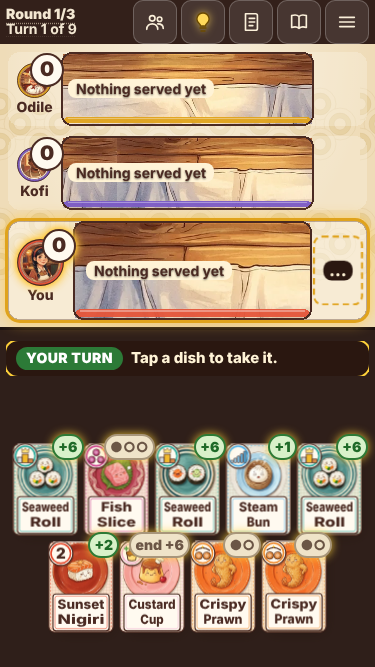 Round 1/3
Turn 1 of 9
0
Odile
Nothing served yet
0
Kofi
Nothing served yet
0
You
Nothing served yet
...
YOUR TURN Tap a dish to take it.
+6
+6
+1
+6
Seaweed
Roll
Fish
Slice
Seaweed
Roll
Steam
Bun
Seaweed
Roll
2
+2
end +6
Sunset
Nigiri
Custard
Cup
Crispy
Prawn
Crispy
Prawn